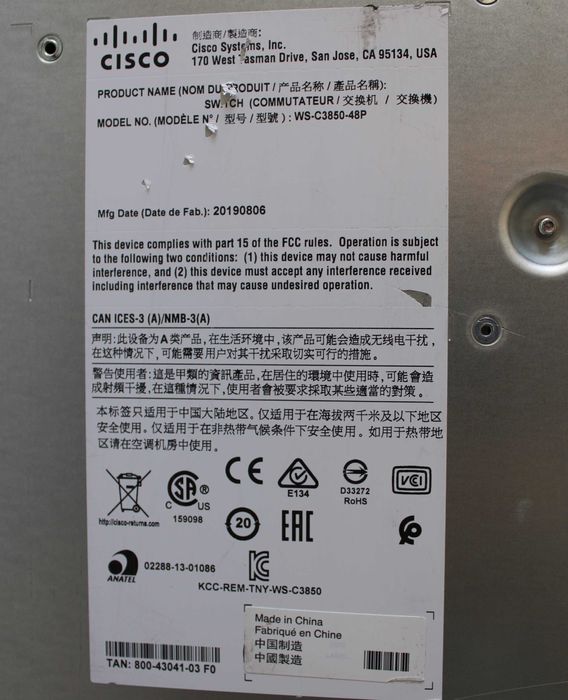 制造商/製造商:
CISCO
Cisco Systems, Inc.
170 West Tasman Drive, San Jose, CA 95134, USA
PRODUCT NAME (NOM DU PRODUIT / 产品名称 / 產品名稱):
SWITCH (COMMUTATEUR / 交换机 / 交換機)
MODEL NO. (MODÈLE N° / 型号 / 型號) : WS-C3850-48P
Mfg Date (Date de Fab.): 20190806
This device complies with part 15 of the FCC rules. Operation is subject
to the following two conditions: (1) this device may not cause harmful
interference, and (2) this device must accept any interference received
including interference that may cause undesired operation.
CAN ICES-3 (A)/NMB-3(A)
声明:此设备为A类产品,在生活环境中,该产品可能会造成无线电干扰,
在这种情况下,可能需要用户对其干扰采取切实可行的措施。
警告使用者:這是甲類的資訊產品,在居住的環境中使用時,可能會造
成射頻干擾,在這種情況下,使用者會被要求採取某些適當的對策。
本标签只适用于中国大陆地区。仅适用于在海拔两千米及以下地区
安全使用。仅适用于在非热带气候条件下安全使用。如用于热带地
区请在空调机房中使用。
http://cisco-returns.com
SA ®
C US
159098
CE
E134
D33272
RoHS
VCI
20
EAC
ANATEL
02288-13-01086
KCC-REM-TNY-WS-C3850
TAN: 800-43041-03 F0
Made in China
Fabriqué en Chine
中国制造
中國製造